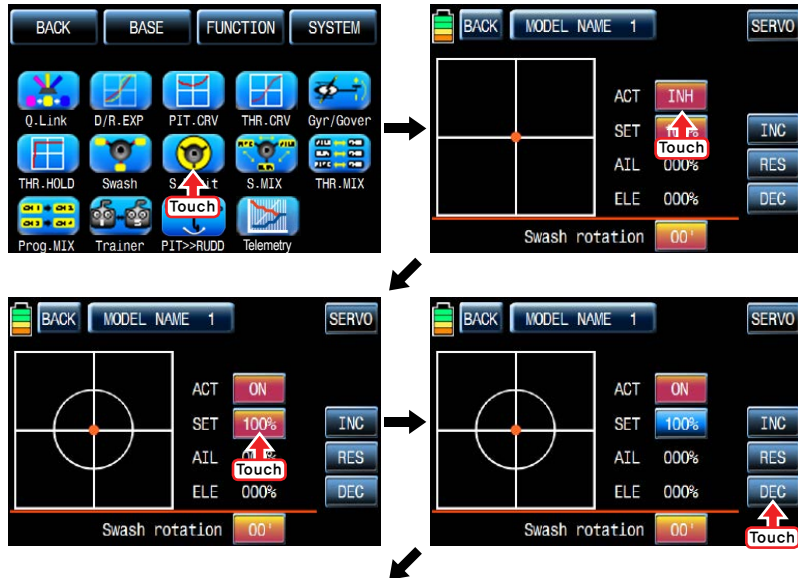 BACK BASE FUNCTION SYSTEM
Q.Link D/R.EXP PIT.CRV THR.CRV Gyr/Gover
THR.HOLD Swash S.MIX THR.MIX
Touch
Prog.MIX Trainer PIT>>RUDD Telemetry
BACK MODEL NAME 1 SERVO
ACT INH
SET INC
Touch
AIL 000% RES
ELE 000% DEC
Swash rotation 00'
BACK MODEL NAME 1 SERVO
ACT ON
SET 100% INC
AIL RES
Touch
ELE 000% DEC
Swash rotation 00'
BACK MODEL NAME 1 SERVO
ACT ON
SET 100% INC
AIL 000% RES
ELE 000% DEC
Swash rotation 00'
Touch